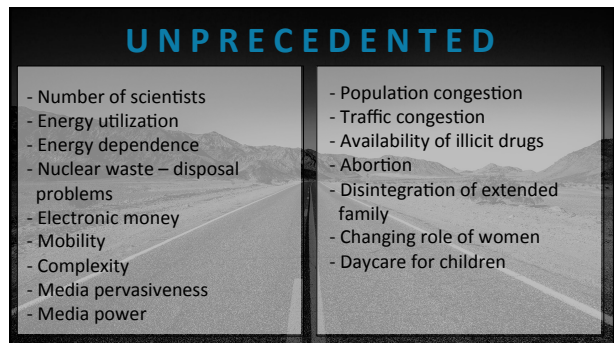 UNPRECEDENTED
- Number of scientists
- Energy utilization
- Energy dependence
- Nuclear waste – disposal
problems
- Electronic money
- Mobility
- Complexity
- Media pervasiveness
- Media power
- Population congestion
- Traffic congestion
- Availability of illicit drugs
- Abortion
- Disintegration of extended
family
- Changing role of women
- Daycare for children